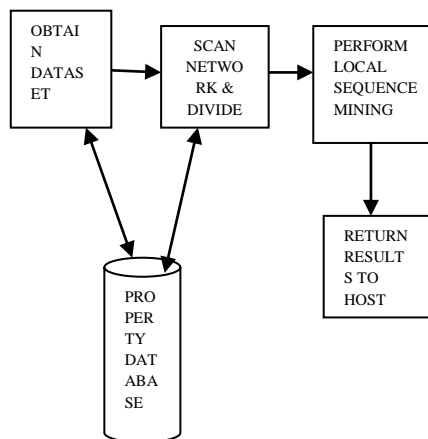 OBTAI
N
DATAS
ET
SCAN
NETWO
RK &
DIVIDE
PERFORM
LOCAL
SEQUENCE
MINING
RETURN
RESULT
S TO
HOST
PRO
PER
TY
DAT
ABA
SE